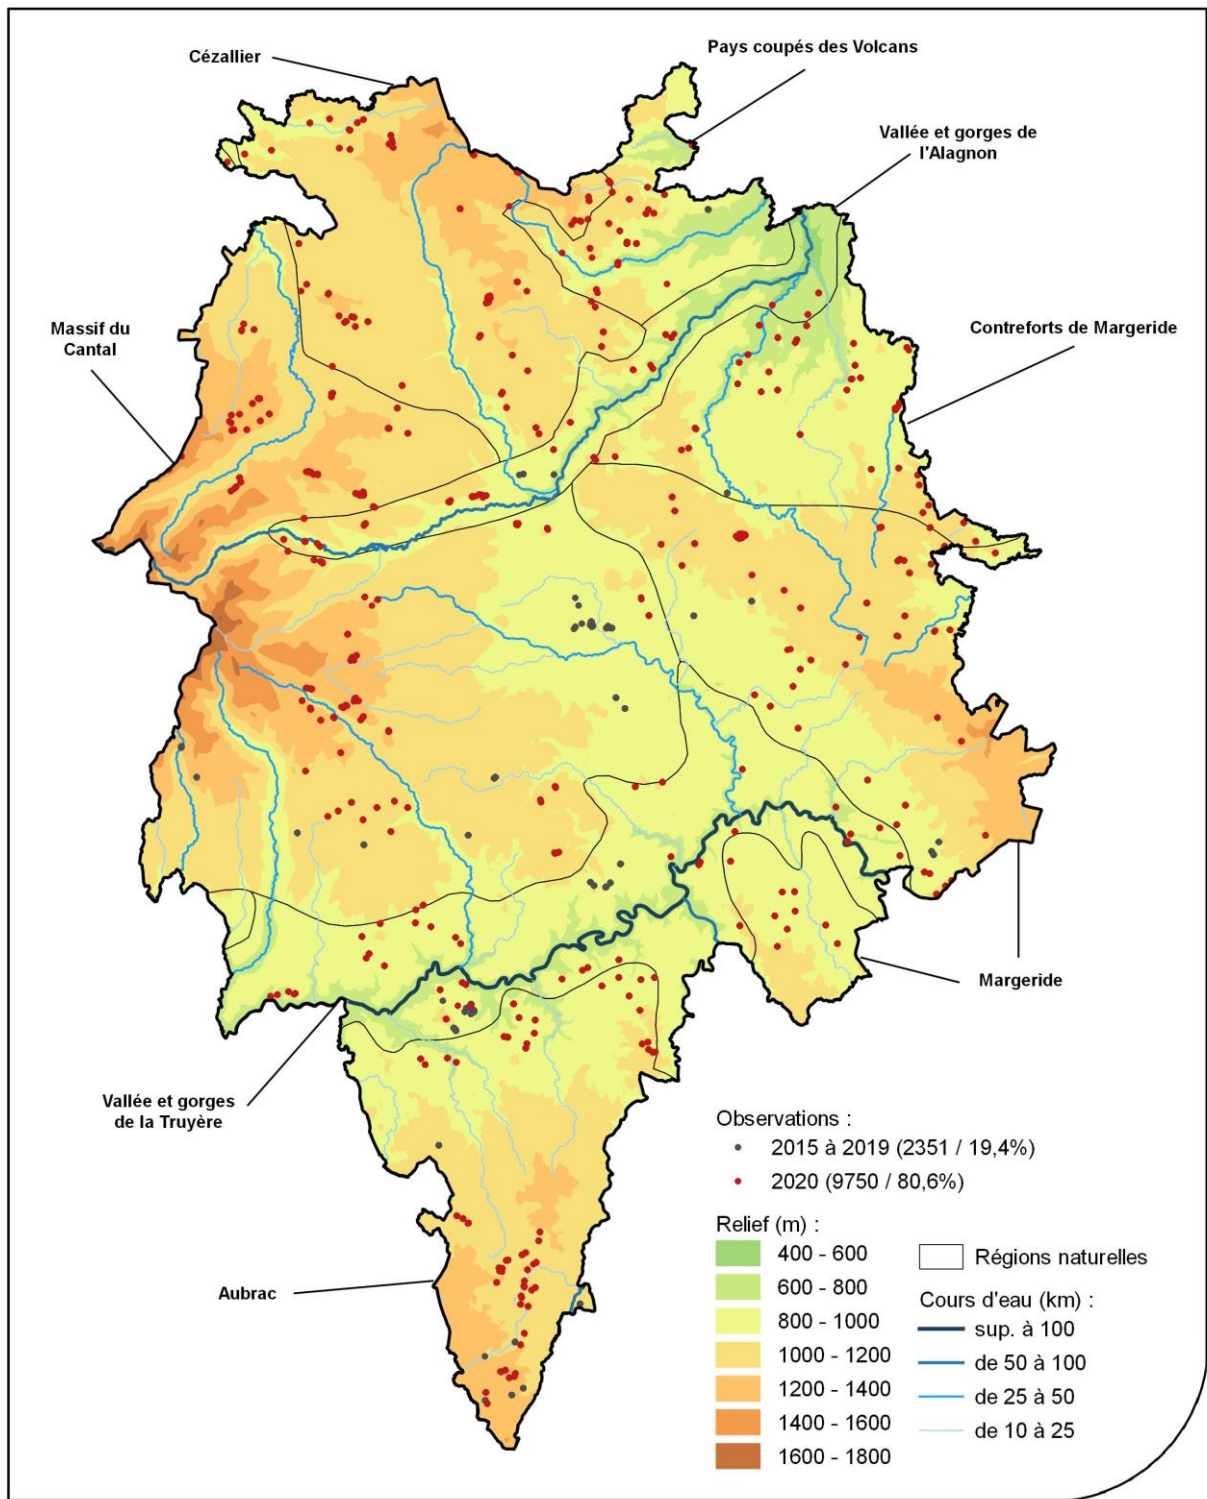 Cézallier
Pays coupés des Volcans
Vallée et gorges de
l'Alagnon
Massif du
Cantal
Contreforts de Margeride
Margeride
Vallée et gorges
de la Truyère
Aubrac
Observations :
2015 à 2019 (2351 / 19,4%)
2020 (9750 / 80,6%)
Relief (m) :
400 - 600
600 - 800
800 - 1000
1000 - 1200
1200 - 1400
1400 - 1600
1600 - 1800
Régions naturelles
Cours d'eau (km) :
sup. à 100
de 50 à 100
de 25 à 50
de 10 à 25